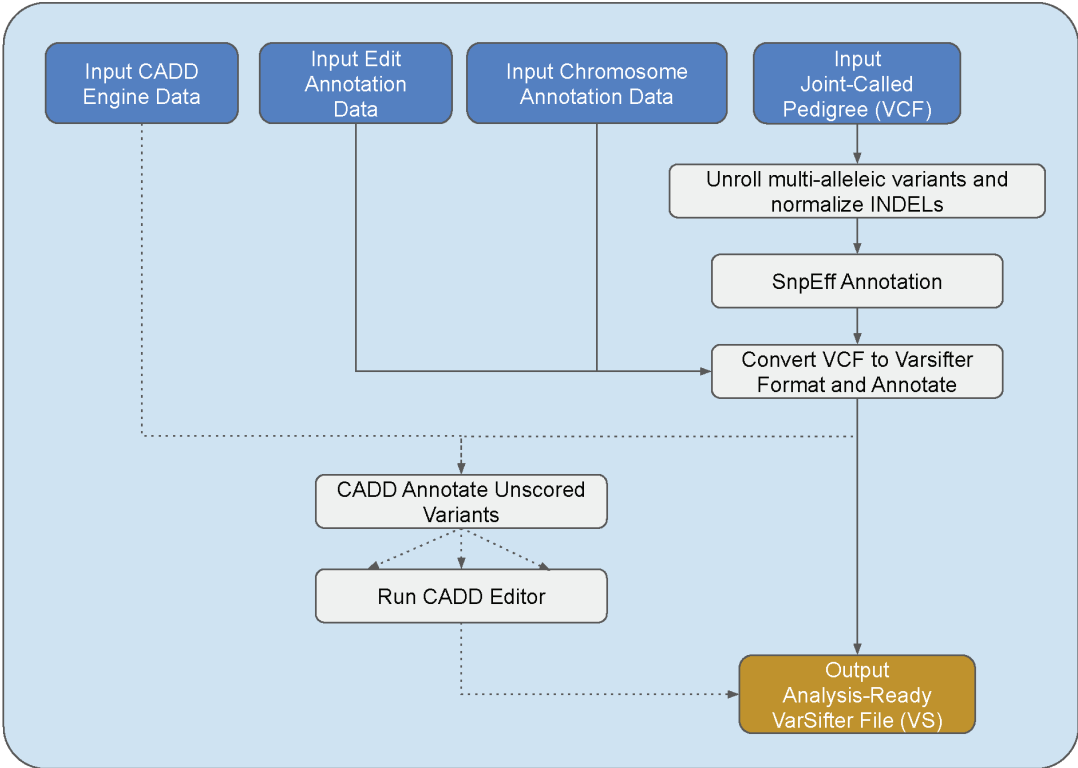 Input CADD
Engine Data
Input Edit
Annotation
Data
Input Chromosome
Annotation Data
Input
Joint-Called
Pedigree (VCF)
Unroll multi-alleleic variants and
normalize INDELs
SnpEff Annotation
Convert VCF to Varsifter
Format and Annotate
CADD Annotate Unscored
Variants
Run CADD Editor
Output
Analysis-Ready
VarSifter File (VS)